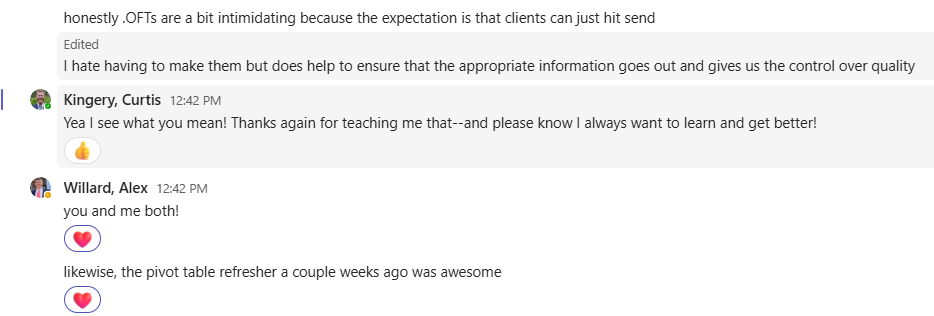 honestly .OFTs are a bit intimidating because the expectation is that clients can just hit send
Edited
I hate having to make them but does help to ensure that the appropriate information goes out and gives us the control over quality
Kingery, Curtis 12:42 PM
Yea I see what you mean! Thanks again for teaching me that--and please know I always want to learn and get better!
Willard, Alex 12:42 PM
you and me both!
likewise, the pivot table refresher a couple weeks ago was awesome